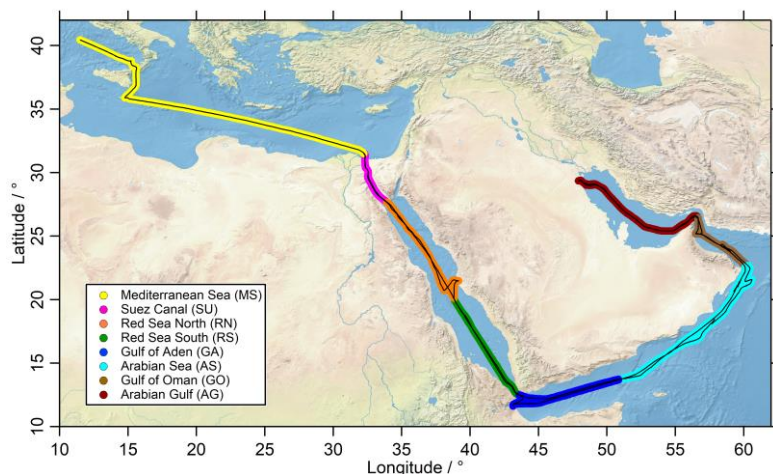 40
35
30
25
20
15
10
Latitude / °
Mediterranean Sea (MS)
Suez Canal (SU)
Red Sea North (RN)
Red Sea South (RS)
Gulf of Aden (GA)
Arabian Sea (AS)
Gulf of Oman (GO)
Arabian Gulf (AG)
10 15 20 25 30 35 40 45 50 55 60
Longitude / °